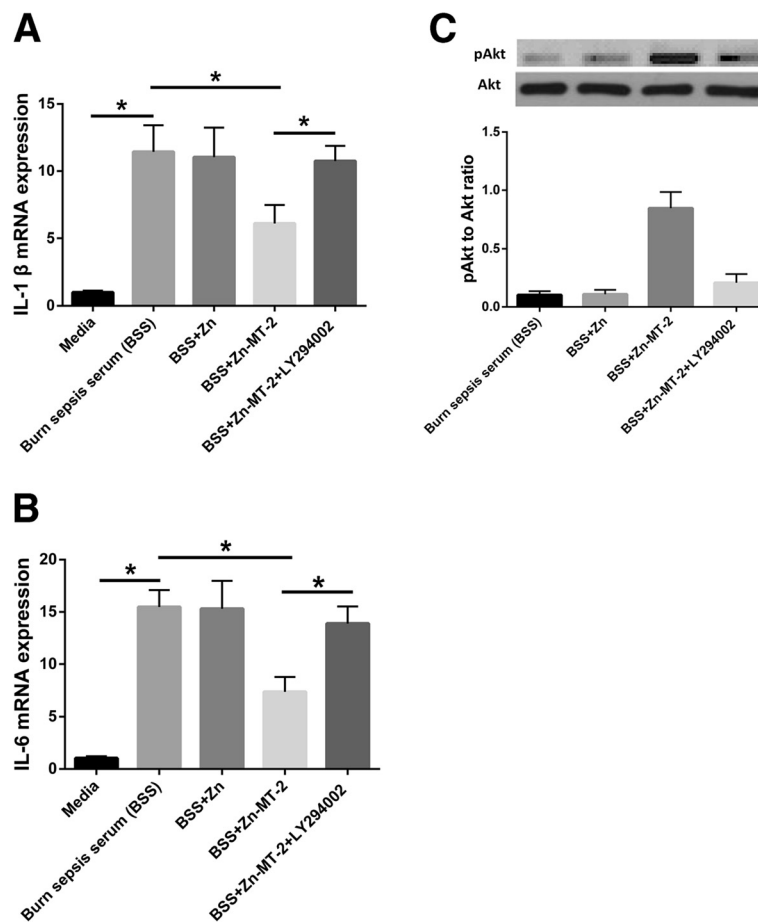 A
IL-1 β mRNA expression
15
10
5
0
*
*
*
Media
Burn sepsis serum (BSS)
BSS+Zn
BSS+Zn-MT-2
BSS+Zn-MT-2+LY294002
B
IL-6 mRNA expression
20
15
10
5
0
*
*
*
Media
Burn sepsis serum (BSS)
BSS+Zn
BSS+Zn-MT-2
BSS+Zn-MT-2+LY294002
C
pAkt
Akt
pAkt to Akt ratio
1.5
1.0
0.5
0.0
Burn sepsis serum (BSS)
BSS+Zn
BSS+Zn-MT-2
BSS+Zn-MT-2+LY294002